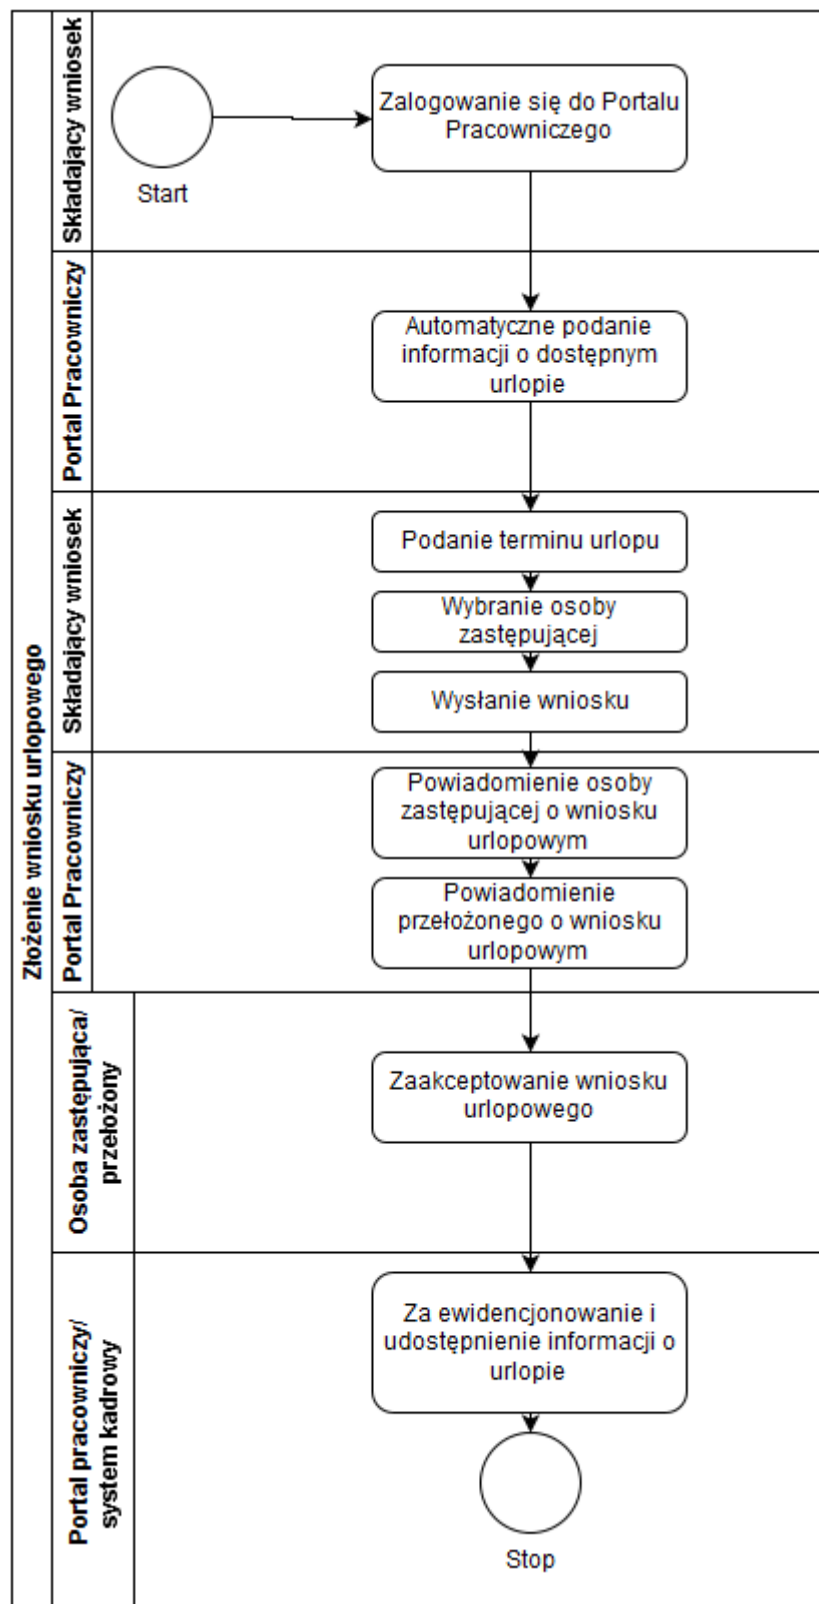 Złożenie wniosku urlopowego
Składający wniosek
Start
Zalogowanie się do Portalu
Pracowniczego
Portal Pracowniczy
Automatyczne podanie
informacji o dostępnym
urlopie
Składający wniosek
Podanie terminu urlopu
Wybranie osoby
zastępującej
Wysłanie wniosku
Portal Pracowniczy
Powiadomienie osoby
zastępującej o wniosku
urlopowym
Powiadomienie
przełożonego o wniosku
urlopowym
Osoba zastępująca/
przełożony
Zaakceptowanie wniosku
urlopowego
Portal pracowniczy/
system kadrowy
Za ewidencjonowanie i
udostępnienie informacji o
urlopie
Stop